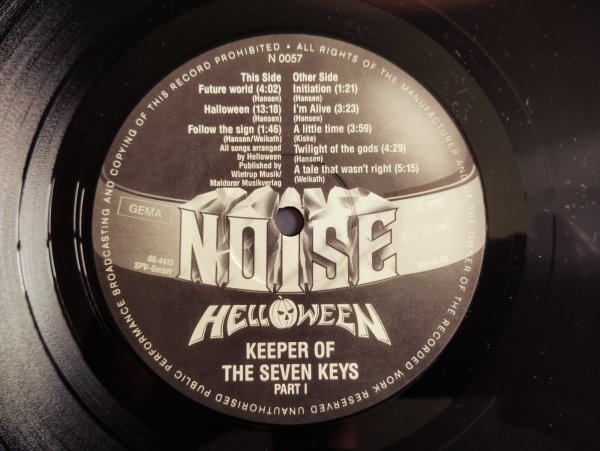 ALL RIGHTS OF THE MANUFACTURER AND OF THE OWNER OF THE RECORDED WORK RESERVED UNAUTHORISED PUBLIC PERFORMANCE BROADCASTING AND COPYING OF THIS RECORD PROHIBITED •
N 0057
This Side
Future world (4:02)
(Hansen)
Halloween (13:18)
(Hansen)
Follow the sign (1:46)
(Hansen/Weikath)
All songs arranged
by Helloween
Published by
Wintrup Musik/
Maldoror Musikverlag
Other Side
Initiation (1:21)
(Hansen)
I'm Alive (3:23)
(Hansen)
A little time (3:59)
(Kiske)
Twilight of the gods (4:29)
(Hansen)
A tale that wasn't right (5:15)
(Weikath)
GEMA
NOISE
08-4415
SPV-GmbH
stereo 33
HELLOWEEN
KEEPER OF
THE SEVEN KEYS
PART I